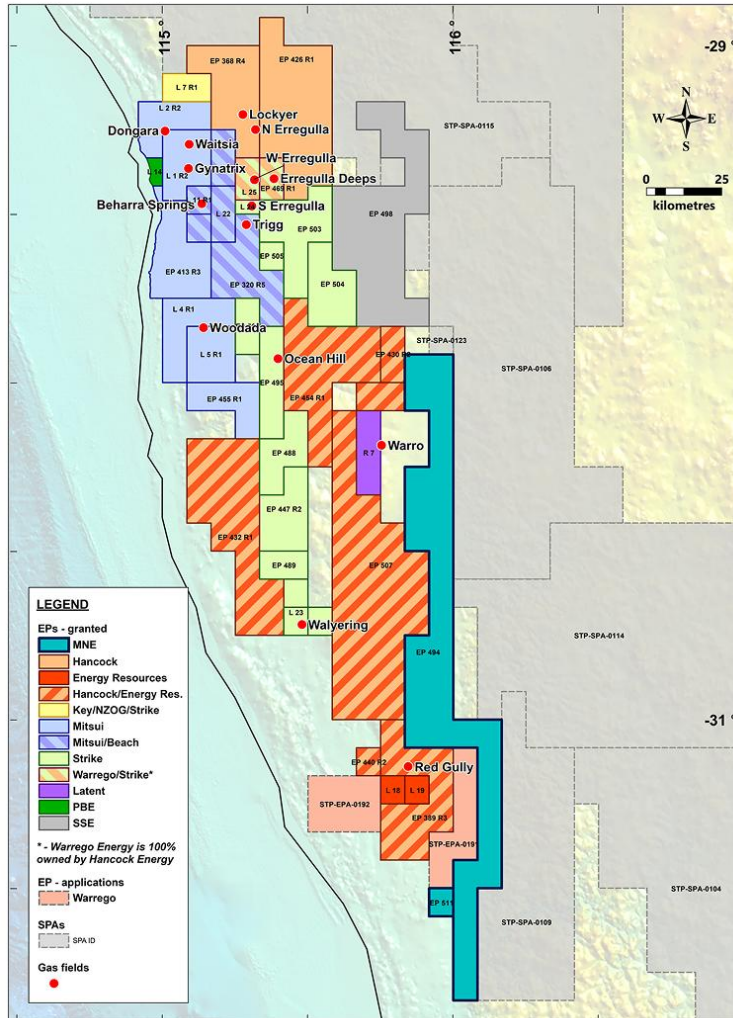 115 °
116 °
-29 °
EP 368 R4
EP 426 R1
L 7 R1
L 2 R2
Lockyer
STP-SPA-0115
N
W
E
S
Dongara
N Erregulla
Waitsia
W Erregulla
L 14
L 1 R2
Gynatrix
Erregulla Deeps
L 25
EP 469 R1
0
25
kilometres
Beharra Springs
11 R1
L 22
S Erregulla
EP 498
Trigg
EP 503
EP 505
EP 413 R3
EP 320 R5
EP 504
L 4 R1
Woodada
STP-SPA-0123
L 5 R1
Ocean Hill
EP 430 R2
STP-SPA-0106
EP 495
EP 455 R1
EP 454 R1
Warro
EP 488
R 7
EP 447 R2
EP 432 R1
EP 489
EP 507
L 23
Walyering
STP-SPA-0114
EP 494
-31 °
EP 440 R2
Red Gully
STP-EPA-0192
L 18
L 19
EP 389 R3
STP-EPA-0191
EP 511
STP-SPA-0109
STP-SPA-0104
LEGEND
EPs - granted
MNE
Hancock
Energy Resources
Hancock/Energy Res.
Key/NZOG/Strike
Mitsui
Mitsui/Beach
Strike
Warrego/Strike*
Latent
PBE
SSE
* - Warrego Energy is 100%
owned by Hancock Energy
EP - applications
Warrego
SPAs
SPA ID
Gas fields